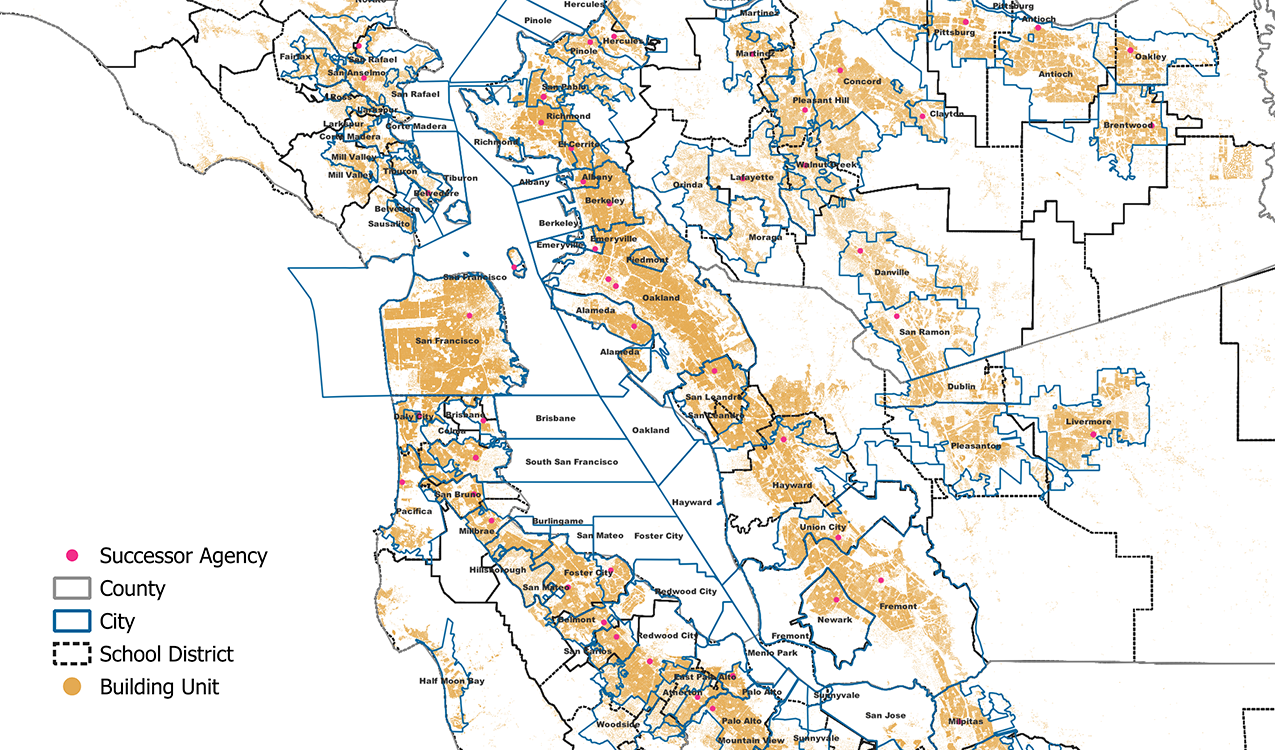 Hercules
Pinole
Martinez
Pittsburg
Antioch
Pittsburg
Hercules
Pinole
Martinez
Oakley
Fairfax
San Rafael
San Anselmo
San Rafael
Ross
Larkspur
Larkspur
Corte Madera
Corte Madera
Mill Valley
Mill Valley
Tiburon
Tiburon
Belvedere
Belvedere
Sausalito
San Pablo
Richmond
Richmond
El Cerrito
Albany
Albany
Berkeley
Berkeley
Emeryville
Emeryville
Piedmont
Oakland
Concord
Pleasant Hill
Clayton
Antioch
Brentwood
Walnut Creek
Lafayette
Orinda
Moraga
Danville
San Ramon
Dublin
Pleasanton
Livermore
San Francisco
San Francisco
Alameda
Alameda
San Leandro
San Leandro
Daly City
Brisbane
Colma
Brisbane
Oakland
South San Francisco
Hayward
Hayward
San Bruno
Pacifica
Millbrae
Burlingame
San Mateo
Foster City
Union City
Hillsborough
Foster City
San Mateo
Redwood City
Fremont
Newark
Belmont
Redwood City
Fremont
San Carlos
Menlo Park
Half Moon Bay
East Palo Alto
Atherton
Palo Alto
Sunnyvale
Woodside
Palo Alto
San Jose
Milpitas
Mountain View
Sunnyvale
Successor Agency
County
City
School District
Building Unit